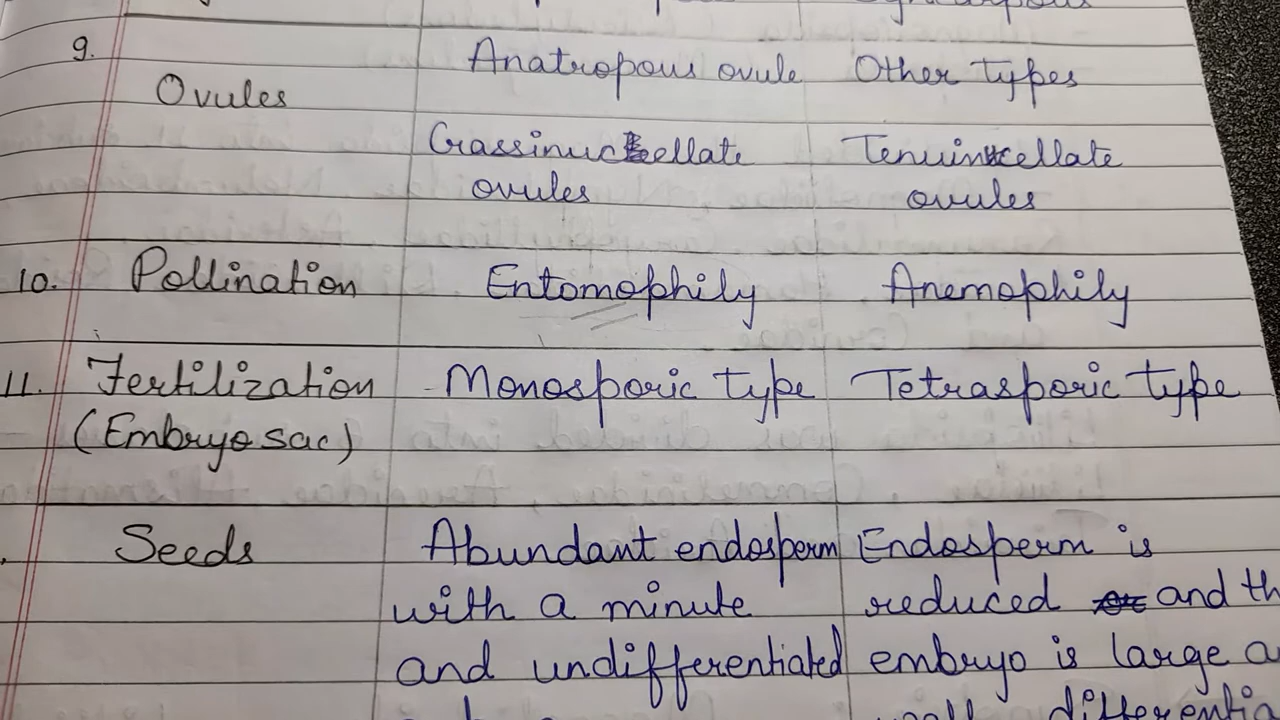 9. Ovules Anatropous ovule Other types
Crassinucellate Tenuinucellate
ovules ovules
10. Pollination Entomophily Anemophily
11. Fertilization Monosporic type Tetrasporic type
(Embryo sac)
Seeds Abundant endosperm Endosperm is
with a minute reduced and th
and undifferentiated embryo is large a